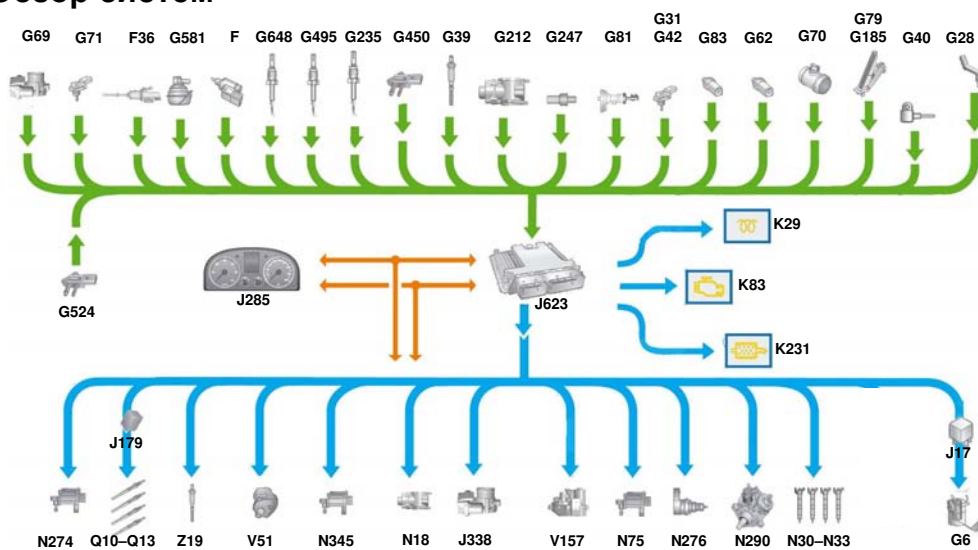 Обзор систем
G31 G79
G69 G71 F36 G581 F G648 G495 G235 G450 G39 G212 G247 G81 G42 G83 G62 G70 G185 G40 G28
K29
J285
J623
K83
G524
K231
J179
J17
N274 Q10–Q13 Z19 V51 N345 N18 J338 V157 N75 N276 N290 N30–N33 G6